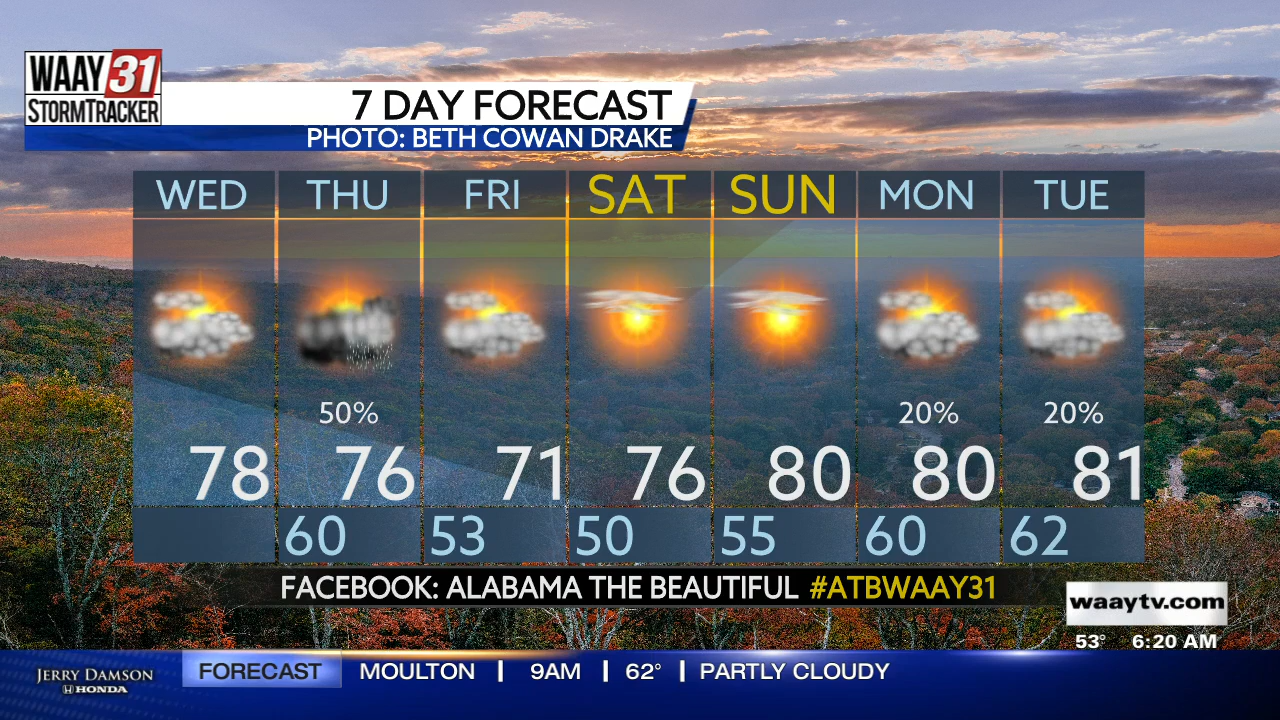 WAAY 31
STORMTRACKER
7 DAY FORECAST
PHOTO: BETH COWAN DRAKE
WED THU FRI SAT SUN MON TUE
50% 20% 20%
78 76 71 76 80 80 81
60 53 50 55 60 62
FACEBOOK: ALABAMA THE BEAUTIFUL #ATBWAAY31
waaytv.com
53° 6:20 AM
JERRY DAMSON
HONDA
FORECAST MOULTON | 9AM | 62° | PARTLY CLOUDY